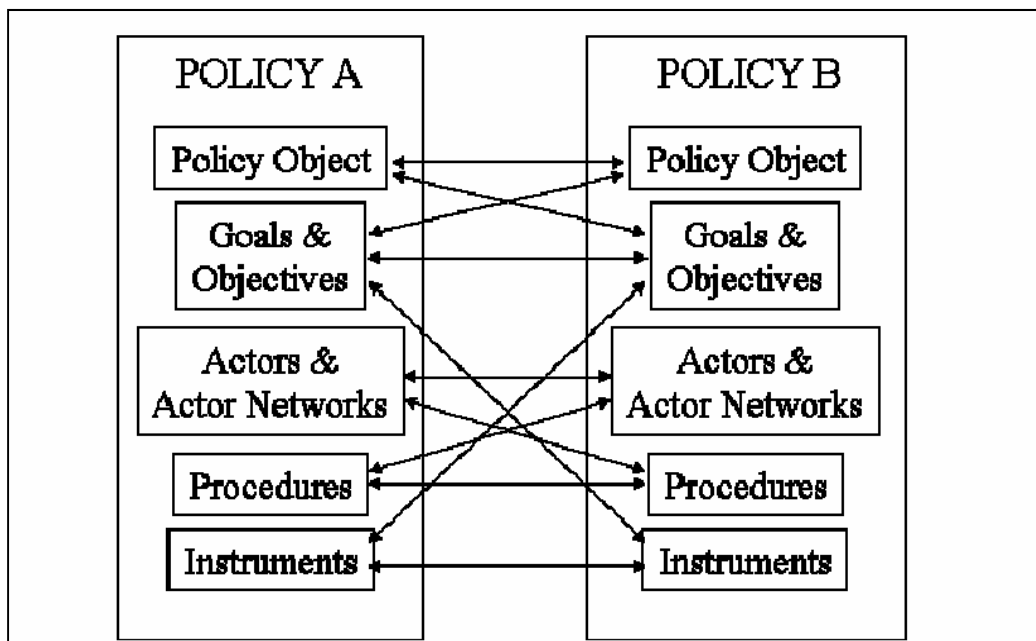 POLICY A
Policy Object
Goals &
Objectives
Actors &
Actor Networks
Procedures
Instruments
POLICY B
Policy Object
Goals &
Objectives
Actors &
Actor Networks
Procedures
Instruments